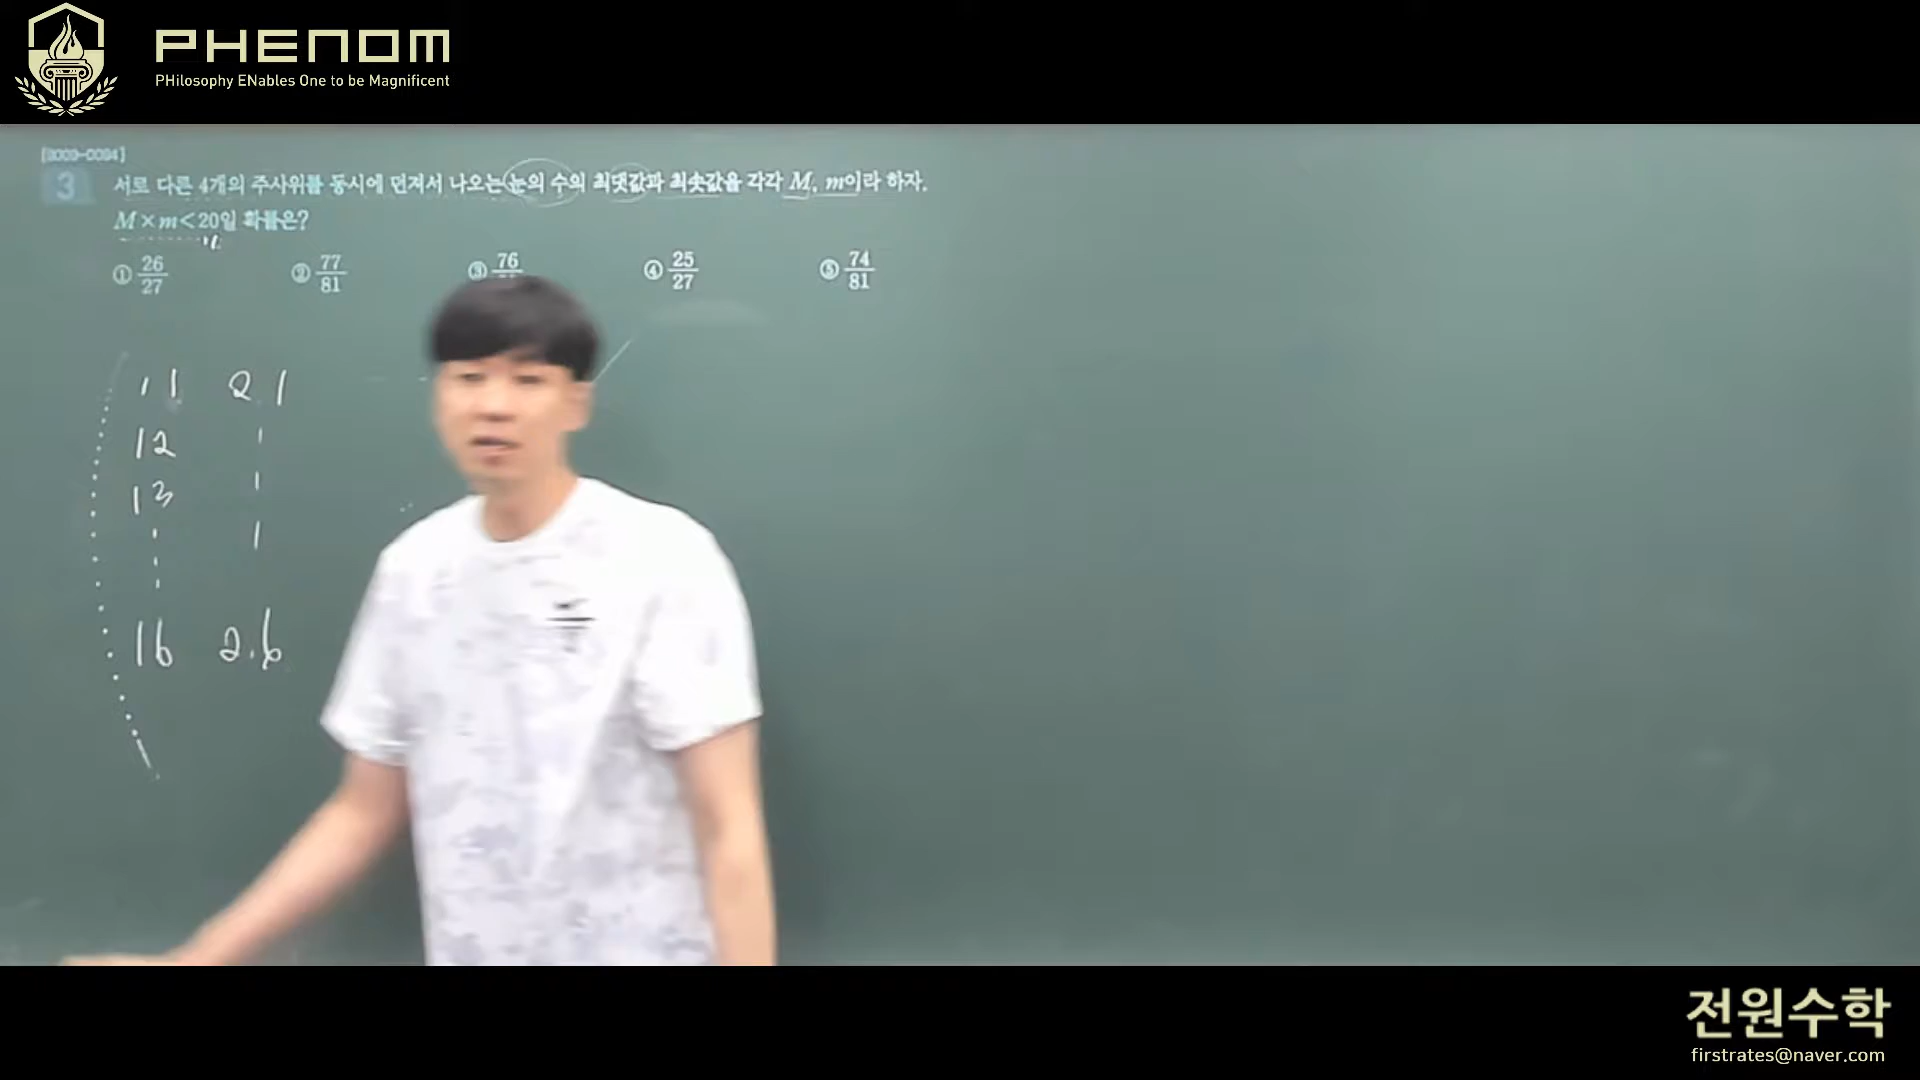 PHENOM
PHilosophy ENables One to be Magnificent
3
서로 다른 4개의 주사위를 동시에 던져서 나오는 눈의 수의 최댓값과 최솟값을 각각 M, m이라 하자.
M×m<20일 확률은?
① 26/27 ② 77/81 ③ 76 ④ 25/27 ⑤ 74/81
11 21
12
13
16 2.6
전원수학
firstrates@naver.com